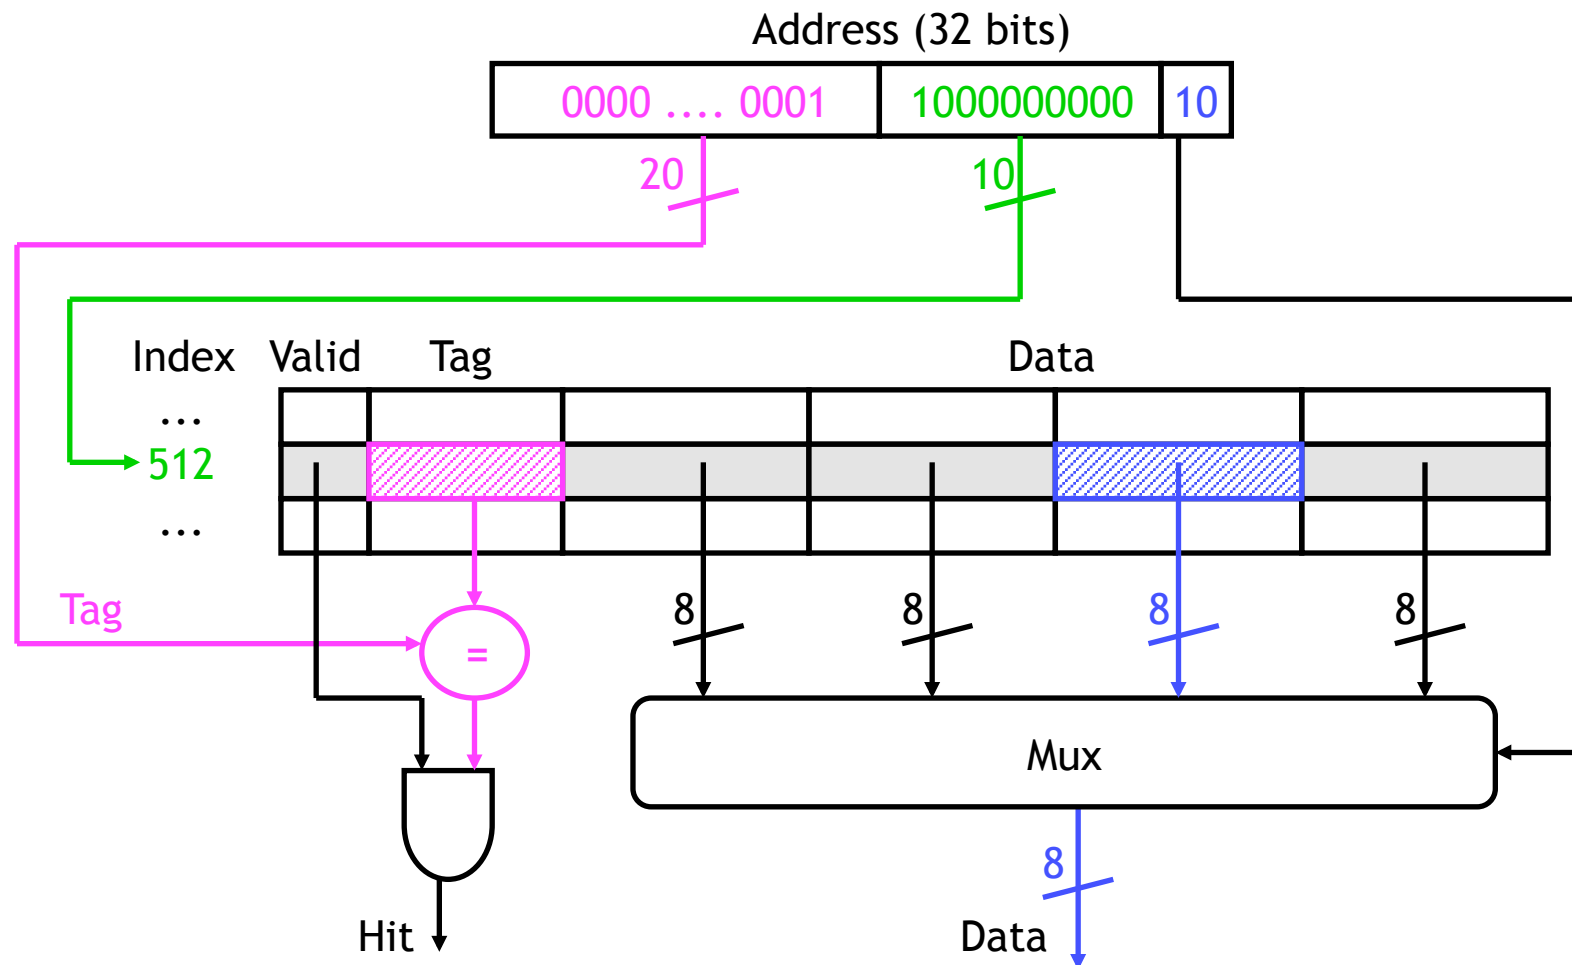 Address (32 bits)
0000 .... 0001 1000000000 10
20 10
Index Valid Tag Data
...
512
...
Tag 8 8 8 8
=
Mux
8
Hit Data